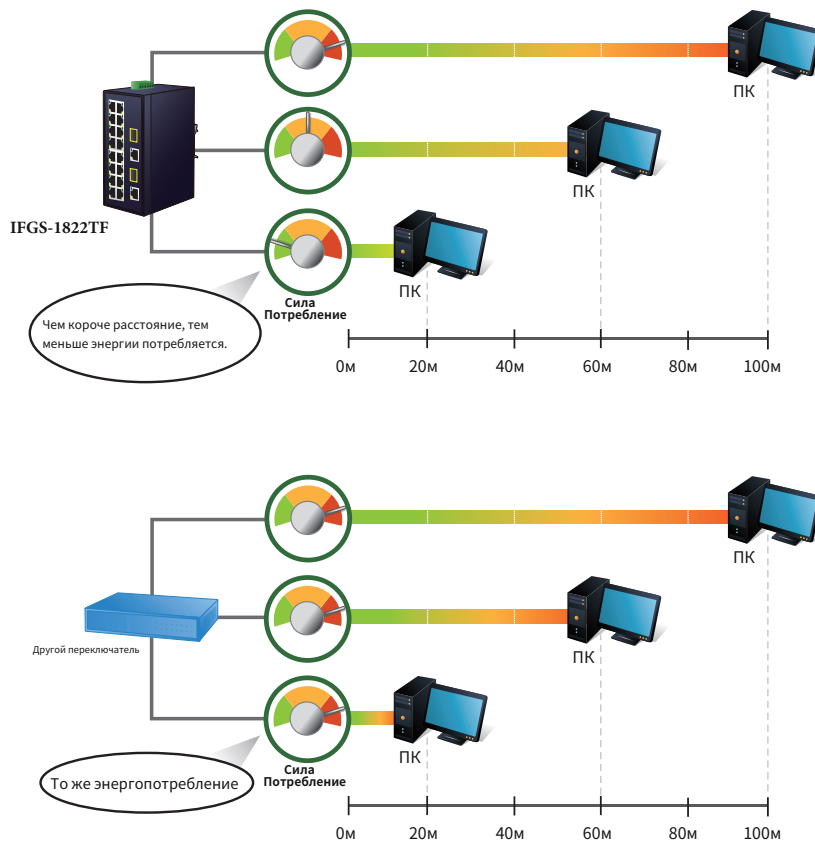 ПК
ПК
IFGS-1822TF
ПК
Сила
Потребление
Чем короче расстояние, тем
меньше энергии потребляется.
0м 20м 40м 60м 80м 100м
ПК
ПК
Другой переключатель
ПК
Сила
Потребление
То же энергопотребление
0м 20м 40м 60м 80м 100м